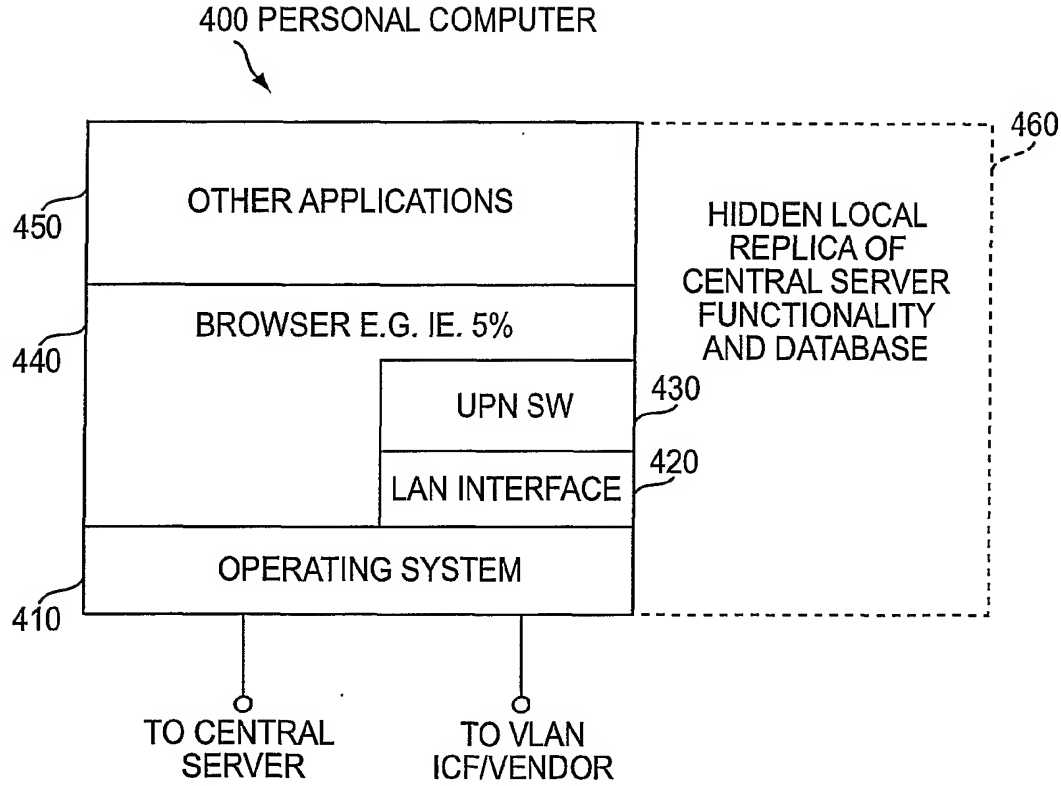 400 PERSONAL COMPUTER
460
OTHER APPLICATIONS
450
HIDDEN LOCAL
REPLICA OF
CENTRAL SERVER
FUNCTIONALITY
AND DATABASE
BROWSER E.G. IE. 5%
440
UPN SW
430
LAN INTERFACE
420
OPERATING SYSTEM
410
TO CENTRAL
SERVER
TO VLAN
ICF/VENDOR